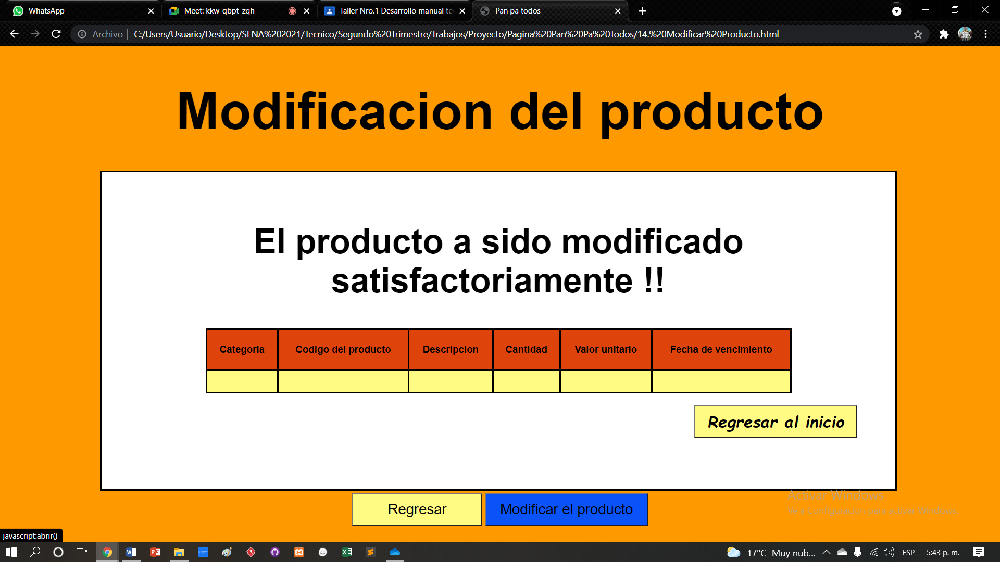 WhatsApp
Meet: kkw-qbpt-zqh
Taller Nro.1 Desarrollo manual te
Pan pa todos
Archivo
C:/Users/Usuario/Desktop/SENA%202021/Tecnico/Segundo%20Trimestre/Trabajos/Proyecto/Pagina%20Pan%20Pa%20Todos/14.%20Modificar%20Producto.html
Modificacion del producto
El producto a sido modificado
satisfactoriamente !!
Categoria Codigo del producto Descripcion Cantidad Valor unitario Fecha de vencimiento
Regresar al inicio
Regresar
Modificar el producto
Activar Windows
Ve a Configuración para activar Windows.
javascript:abrir()
17°C Muy nub...
ESP
5:43 p. m.